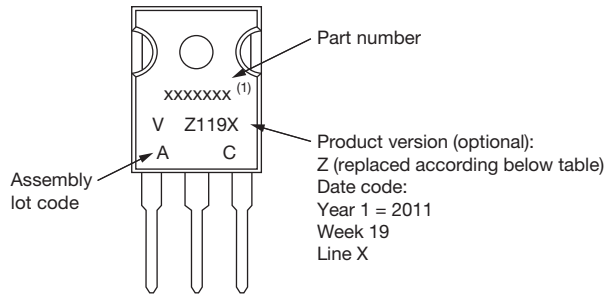 Part number
xxxxxxx (1)
V Z119X
A C
Assembly
lot code
Product version (optional):
Z (replaced according below table)
Date code:
Year 1 = 2011
Week 19
Line X